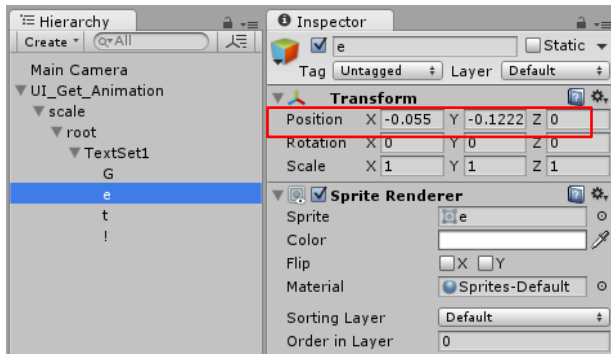 Hierarchy
Create
All
Main Camera
UI_Get_Animation
scale
root
TextSet1
G
e
t
!
Inspector
e Static
Tag Untagged Layer Default
Transform
Position X -0.055 Y -0.1222 Z 0
Rotation X 0 Y 0 Z 0
Scale X 1 Y 1 Z 1
Sprite Renderer
Sprite e
Color
Flip X Y
Material Sprites-Default
Sorting Layer Default
Order in Layer 0